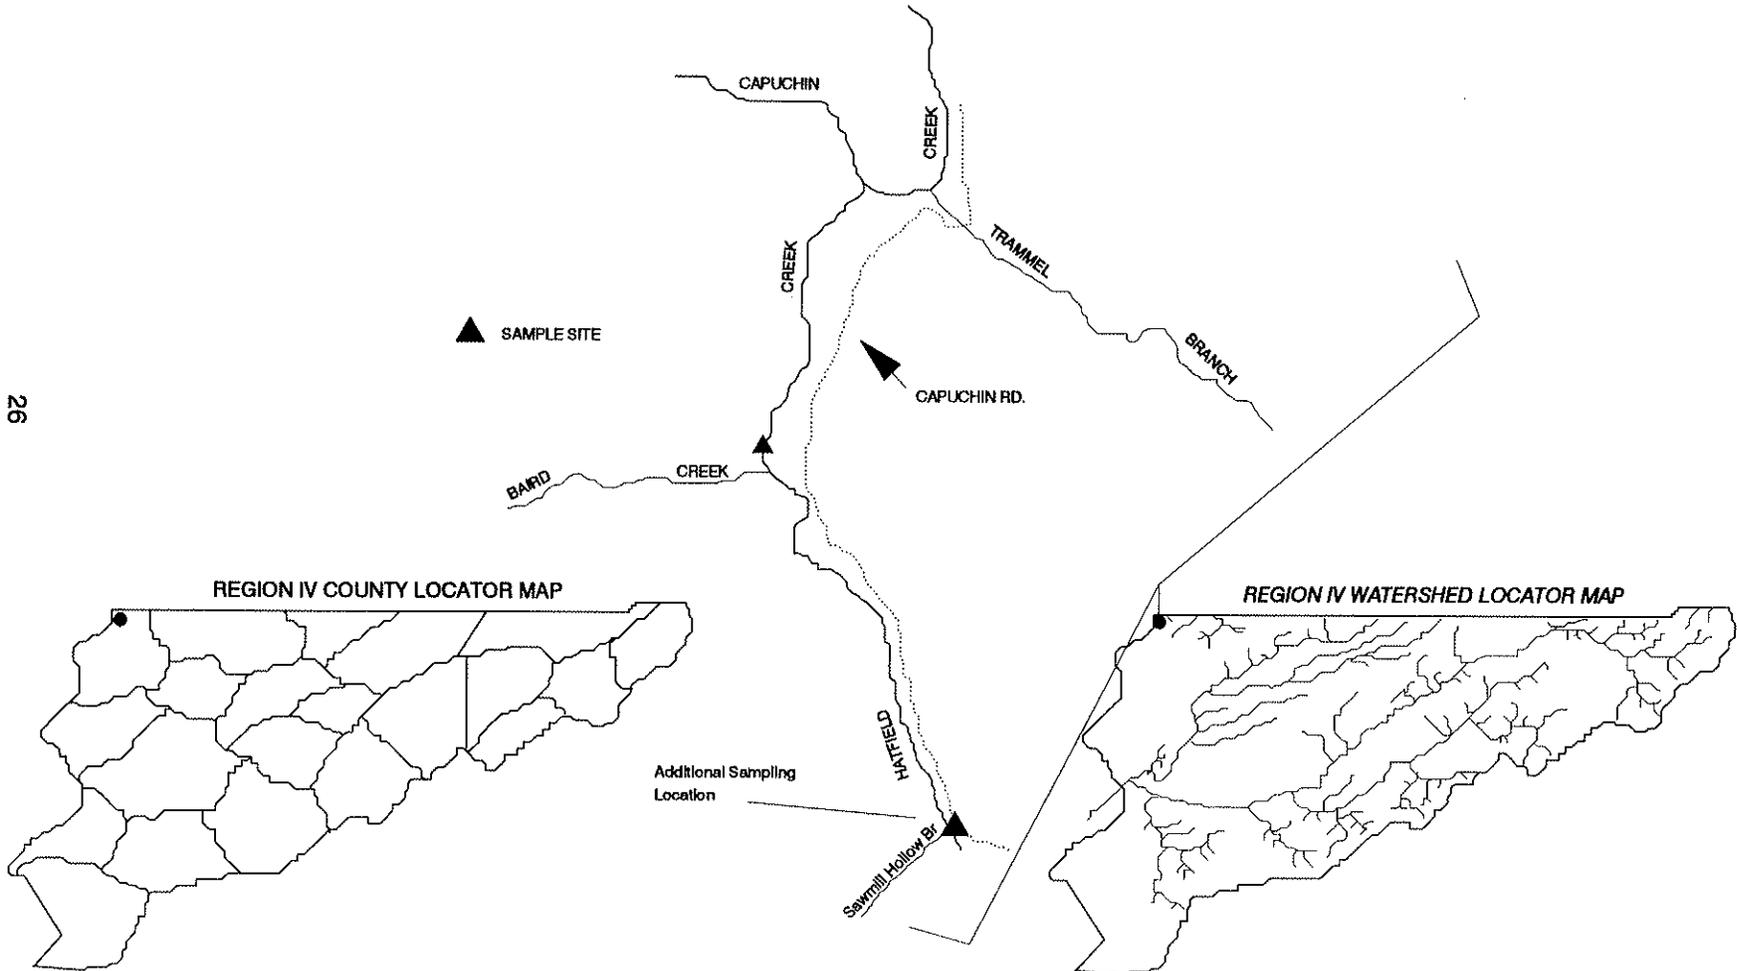 CAPUCHIN
CREEK
CREEK
TRAMMEL
BRANCH
SAMPLE SITE
CAPUCHIN RD.
26
BAIRD
CREEK
REGION IV COUNTY LOCATOR MAP
REGION IV WATERSHED LOCATOR MAP
HATFIELD
Additional Sampling
Location
Sawmill Hollow Br